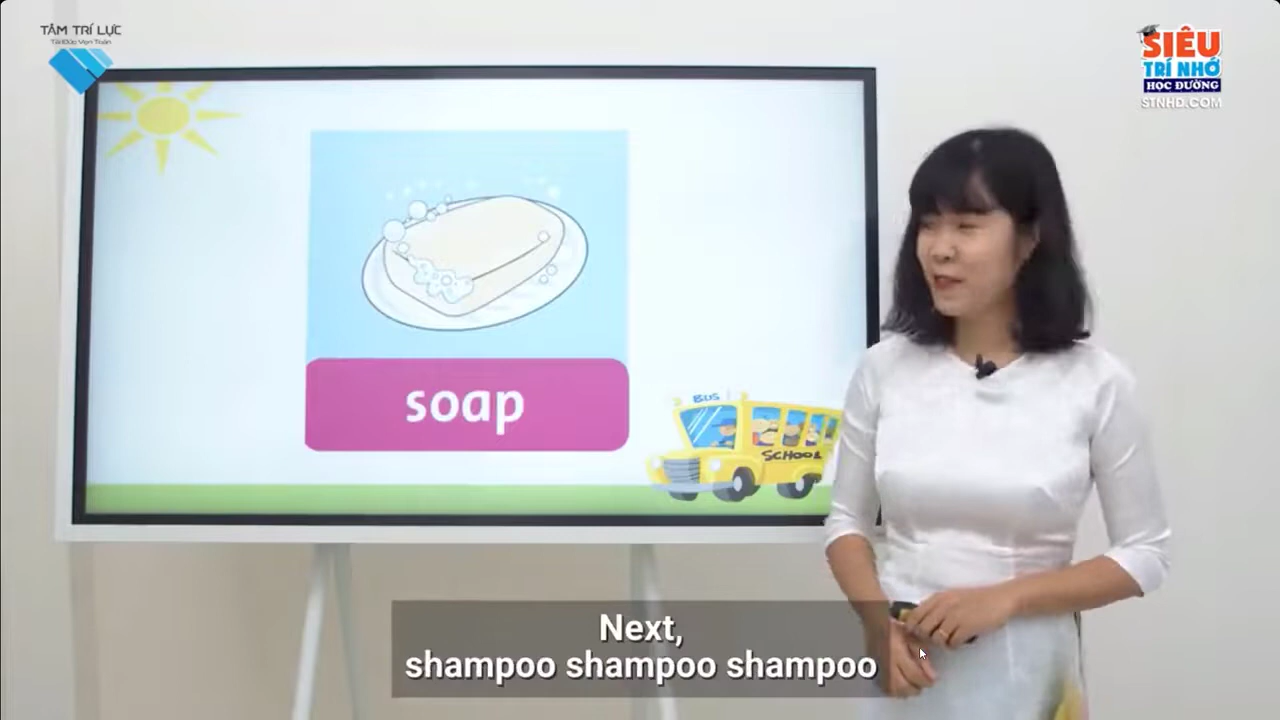 TÂM TRÍ LỰC
SIÊU
TRÍ NHỚ
HỌC ĐƯỜNG
STNHD.COM
soap
BUS
SCHOOL
Next,
shampoo shampoo shampoo